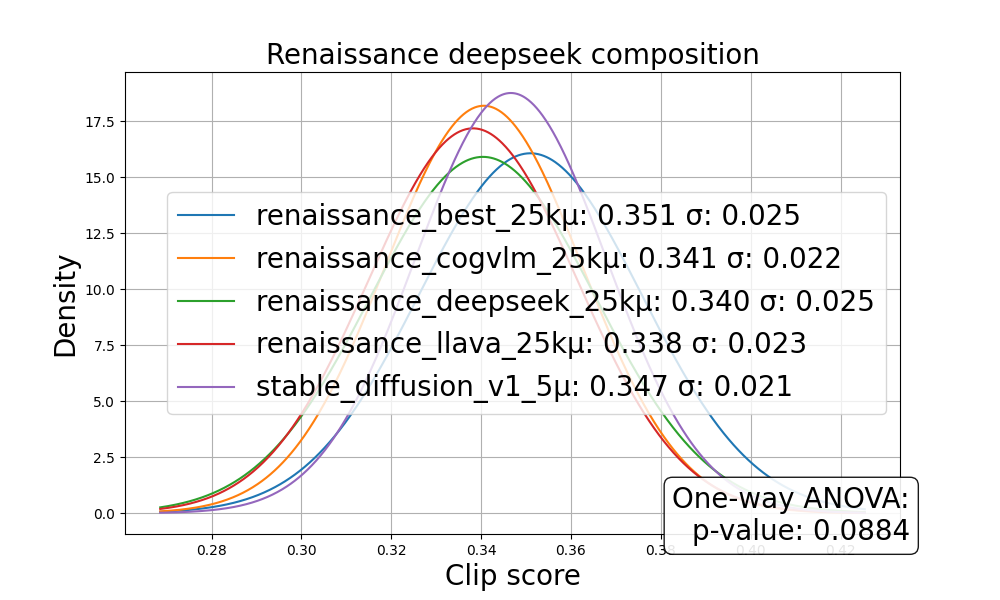 Renaissance deepseek composition
17.5
15.0
12.5
10.0
7.5
5.0
2.5
0.0
Density
renaissance_best_25kμ: 0.351 σ: 0.025
renaissance_cogvlm_25kμ: 0.341 σ: 0.022
renaissance_deepseek_25kμ: 0.340 σ: 0.025
renaissance_llava_25kμ: 0.338 σ: 0.023
stable_diffusion_v1_5μ: 0.347 σ: 0.021
One-way ANOVA:
p-value: 0.0884
0.28 0.30 0.32 0.34 0.36 0.38 0.40 0.42
Clip score